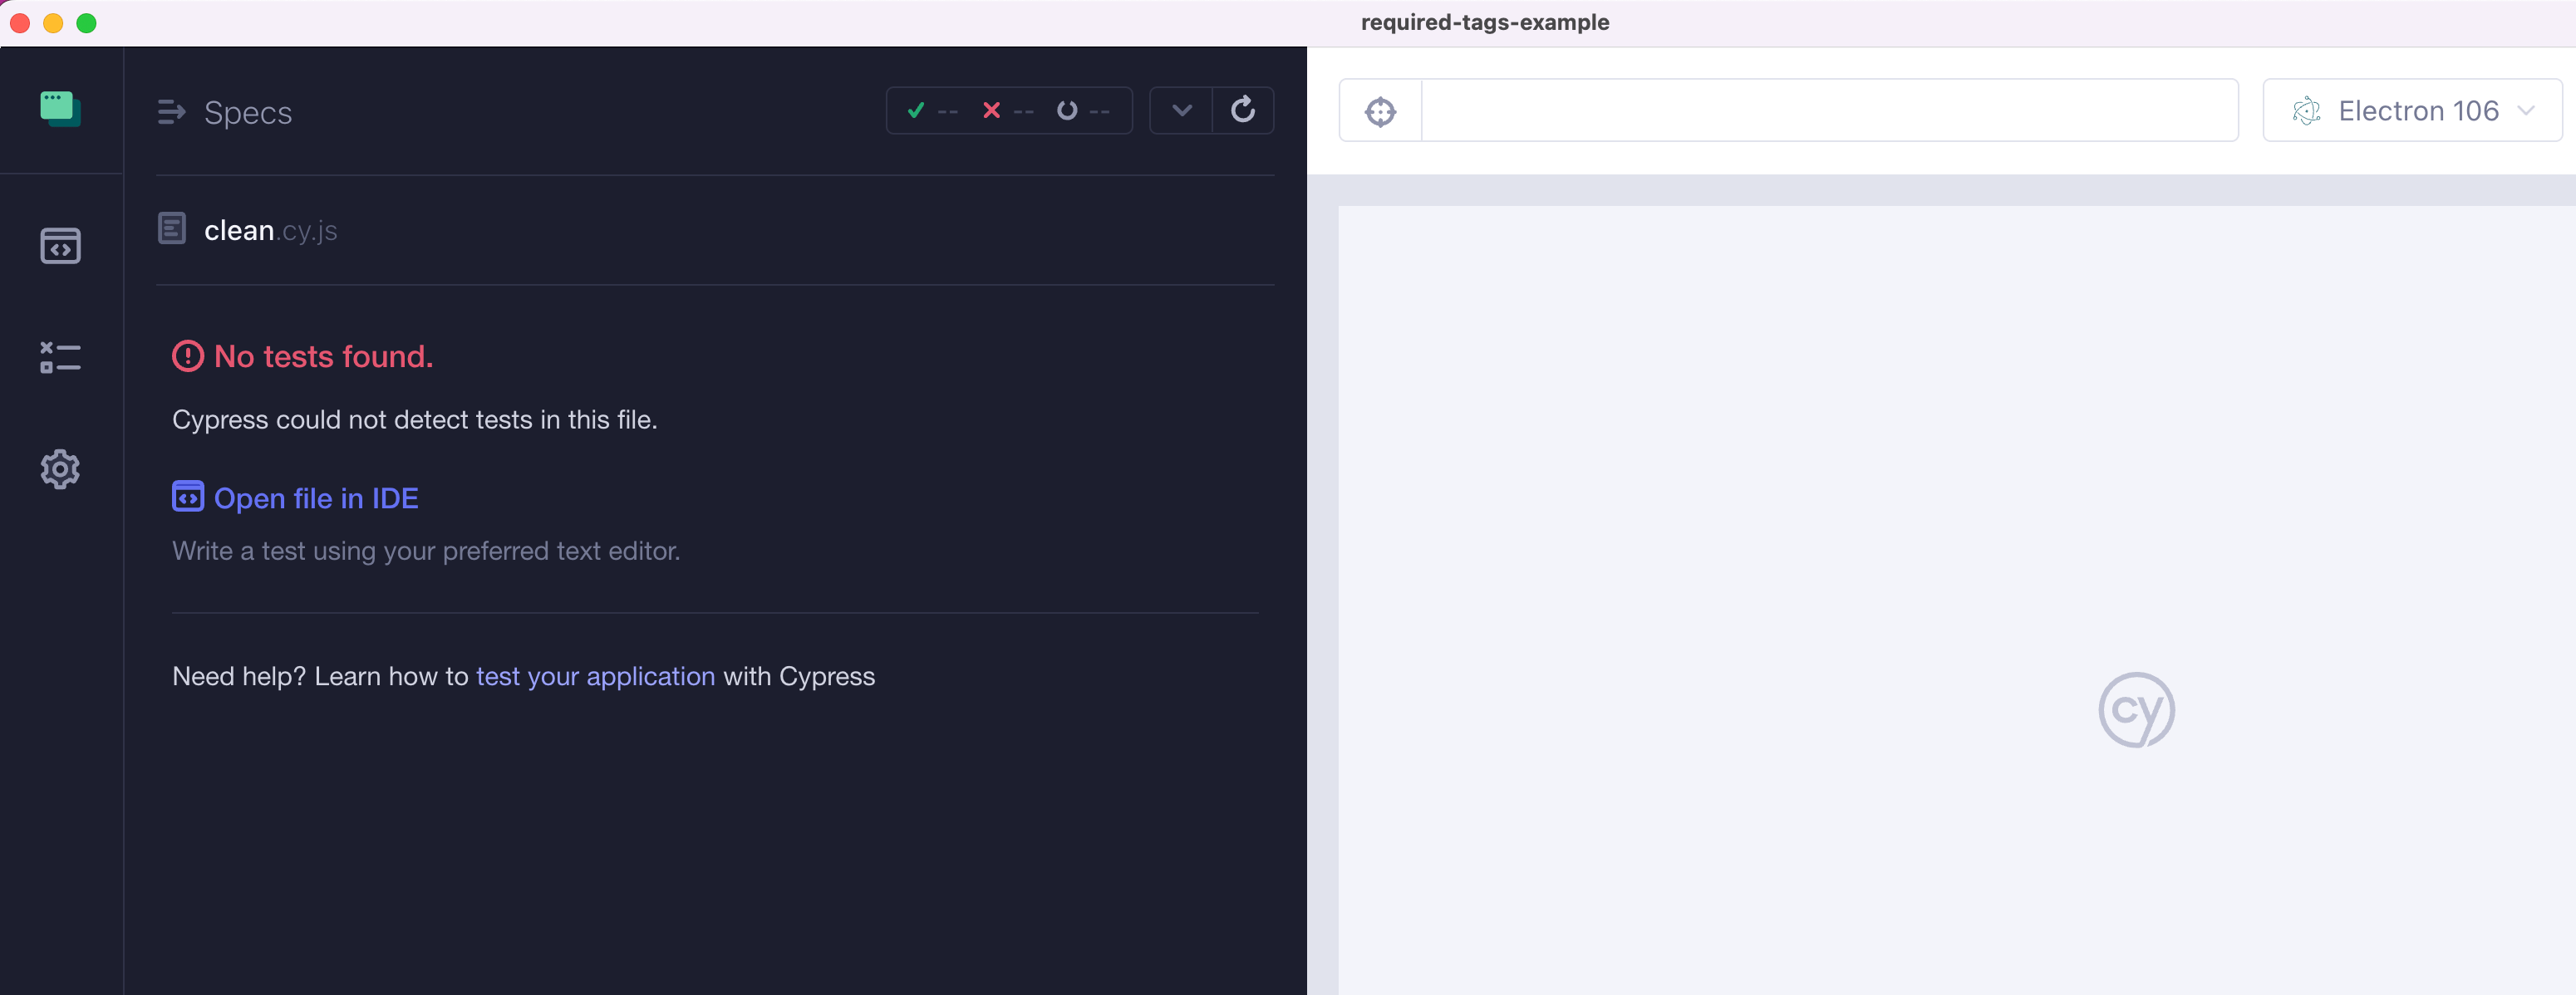 required-tags-example
Specs
-- -- --
Electron 106
clean.cy.js
No tests found.
Cypress could not detect tests in this file.
Open file in IDE
Write a test using your preferred text editor.
Need help? Learn how to test your application with Cypress
cy